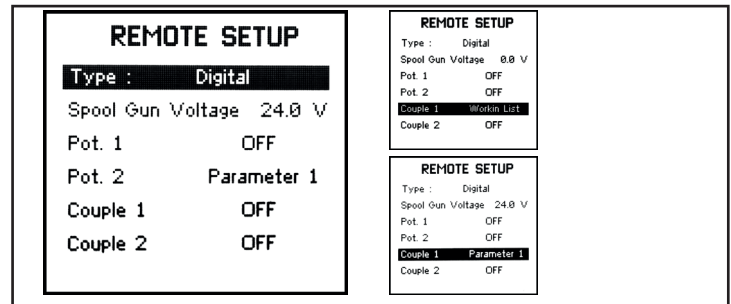 REMOTE SETUP
Type : Digital
Spool Gun Voltage 24.0 V
Pot. 1 OFF
Pot. 2 Parameter 1
Couple 1 OFF
Couple 2 OFF
REMOTE SETUP
Type : Digital
Spool Gun Voltage 0.0 V
Pot. 1 OFF
Pot. 2 OFF
Couple 1 Workin List
Couple 2 OFF
REMOTE SETUP
Type : Digital
Spool Gun Voltage 24.0 V
Pot. 1 OFF
Pot. 2 OFF
Couple 1 Parameter 1
Couple 2 OFF